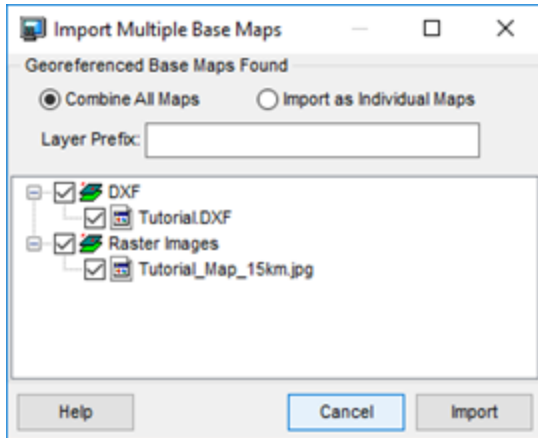 Import Multiple Base Maps
Georeferenced Base Maps Found
Combine All Maps Import as Individual Maps
Layer Prefix:
DXF
Tutorial.DXF
Raster Images
Tutorial_Map_15km.jpg
Help Cancel Import